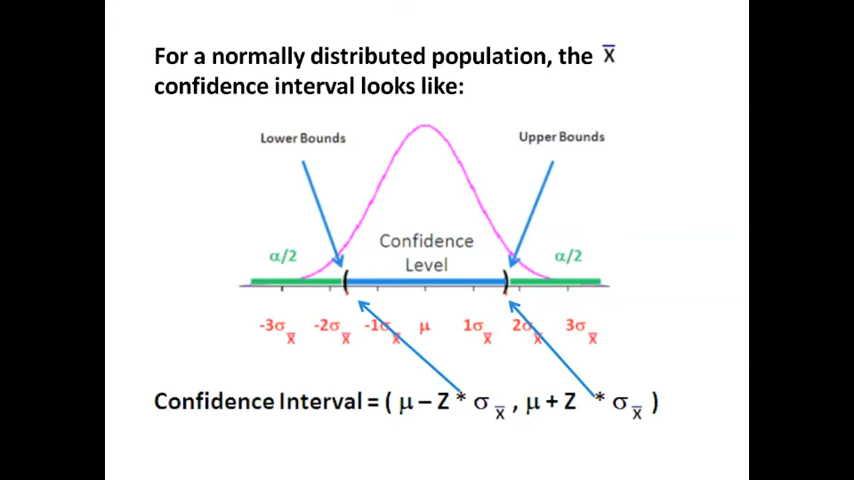 For a normally distributed population, the x̅
confidence interval looks like:
Lower Bounds
Upper Bounds
α/2
Confidence
Level
α/2
( )
-3σx̅ -2σx̅ -1σx̅ μ 1σx̅ 2σx̅ 3σx̅
Confidence Interval = ( μ – Z * σx̅ , μ + Z * σx̅ )